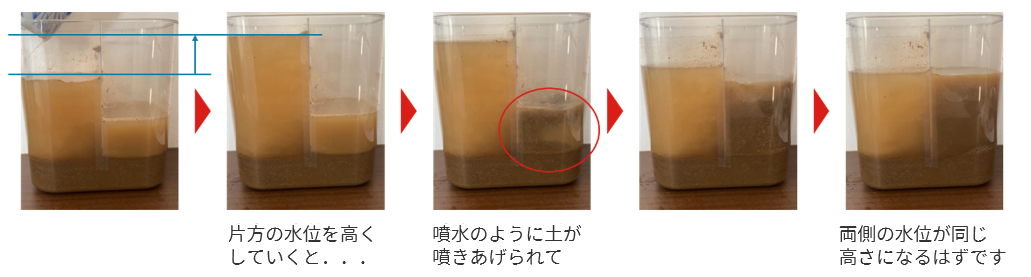 片方の水位を高く
していくと．．．
噴水のように土が
噴きあげられて
両側の水位が同じ
高さになるはずです